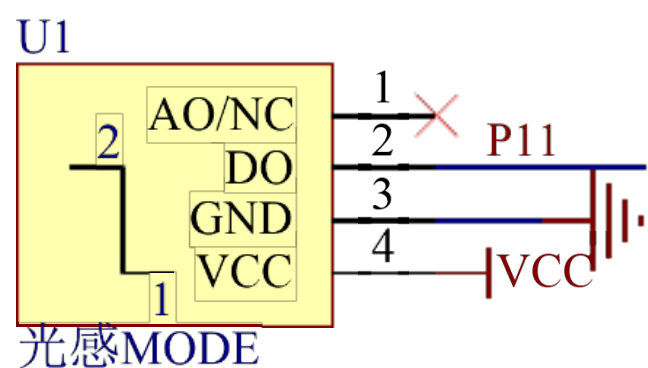 U1
AO/NC 1
2 DO 2 P11
GND 3
VCC 4 VCC
1
光感MODE